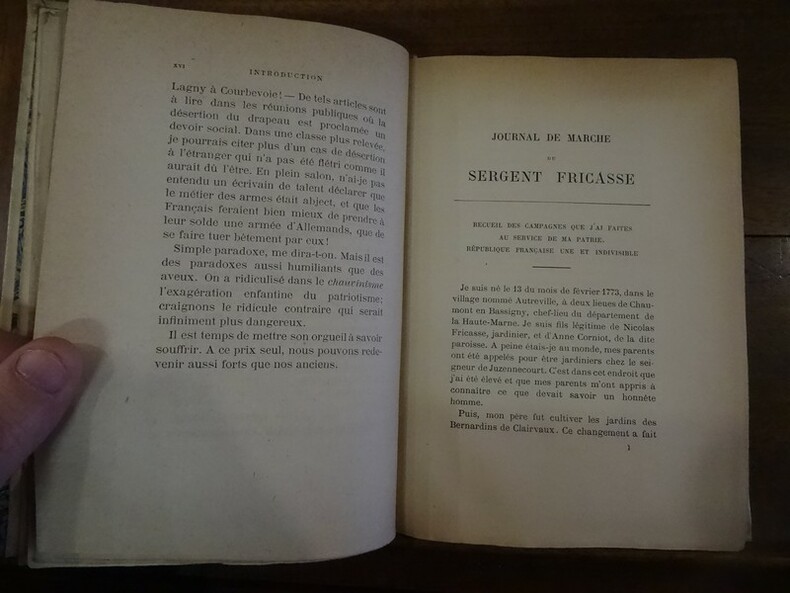 XVI
INTRODUCTION
Lagny à Courbevoie ! — De tels articles sont
à lire dans les réunions publiques où la
désertion du drapeau est proclamée un
devoir social. Dans une classe plus relevée,
je pourrais citer plus d'un cas de désertion
à l'étranger qui n'a pas été flétri comme il
aurait dû l'être. En plein salon, n'ai-je pas
entendu un écrivain de talent déclarer que
le métier des armes était abject, et que les
Français feraient bien mieux de prendre à
leur solde une armée d'Allemands, que de
se faire tuer bêtement par eux !
Simple paradoxe, me dira-t-on. Mais il est
des paradoxes aussi humiliants que des
aveux. On a ridiculisé dans le chauvinisme
l'exagération enfantine du patriotisme;
craignons le ridicule contraire qui serait
infiniment plus dangereux.
Il est temps de mettre son orgueil à savoir
souffrir. A ce prix seul, nous pouvons rede-
venir aussi forts que nos anciens.
JOURNAL DE MARCHE
DU
SERGENT FRICASSE
RECUEIL DES CAMPAGNES QUE J'AI FAITES
AU SERVICE DE MA PATRIE.
RÉPUBLIQUE FRANÇAISE UNE ET INDIVISIBLE
Je suis né le 13 du mois de février 1773, dans le
village nommé Autreville, à deux lieues de Chau-
mont en Bassigny, chef-lieu du département de
la Haute-Marne. Je suis fils légitime de Nicolas
Fricasse, jardinier, et d'Anne Corniot, de la dite
paroisse. A peine étais-je au monde, mes parents
ont été appelés pour être jardiniers chez le sei-
gneur de Juzennecourt. C'est dans cet endroit que
j'ai été élevé et que mes parents m'ont appris à
connaître ce que devait savoir un honnête
homme.
Puis, mon père fut cultiver les jardins des
Bernardins de Clairvaux. Ce changement a fait
1